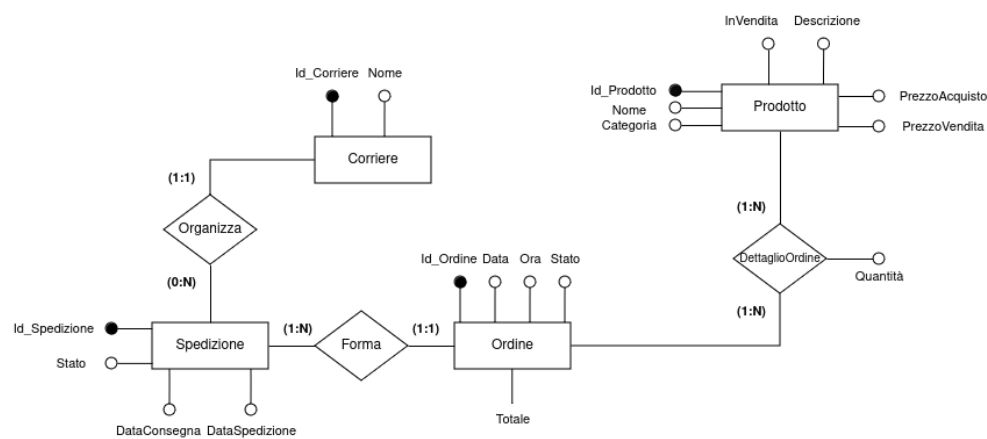 InVendita
Descrizione
Id_Prodotto
Nome
Categoria
Prodotto
PrezzoAcquisto
PrezzoVendita
Id_Corriere
Nome
Corriere
(1:1)
Organizza
(0:N)
(1:N)
DettaglioOrdine
Quantità
(1:N)
Id_Ordine
Data
Ora
Stato
Id_Spedizione
Stato
Spedizione
(1:N)
Forma
(1:1)
Ordine
Totale
DataConsegna
DataSpedizione